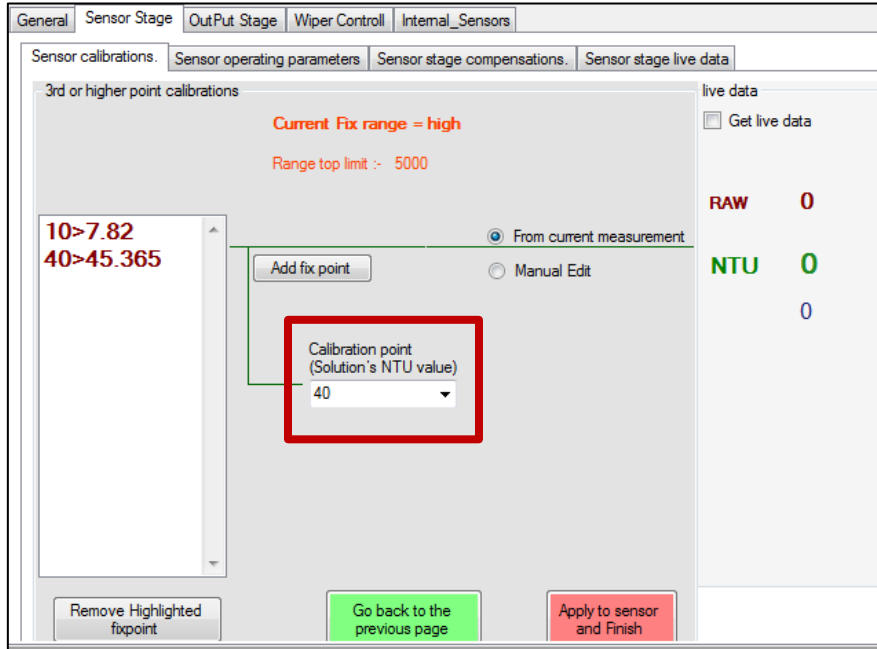 General Sensor Stage OutPut Stage Wiper Controll Internal_Sensors
Sensor calibrations. Sensor operating parameters Sensor stage compensations. Sensor stage live data
3rd or higher point calibrations
Current Fix range = high
Range top limit :- 5000
10>7.82
40>45.365
Add fix point
From current measurement
Manual Edit
Calibration point
(Solution's NTU value)
40
Remove Highlighted
fixpoint
Go back to the
previous page
Apply to sensor
and Finish
live data
Get live data
RAW 0
NTU 0
0